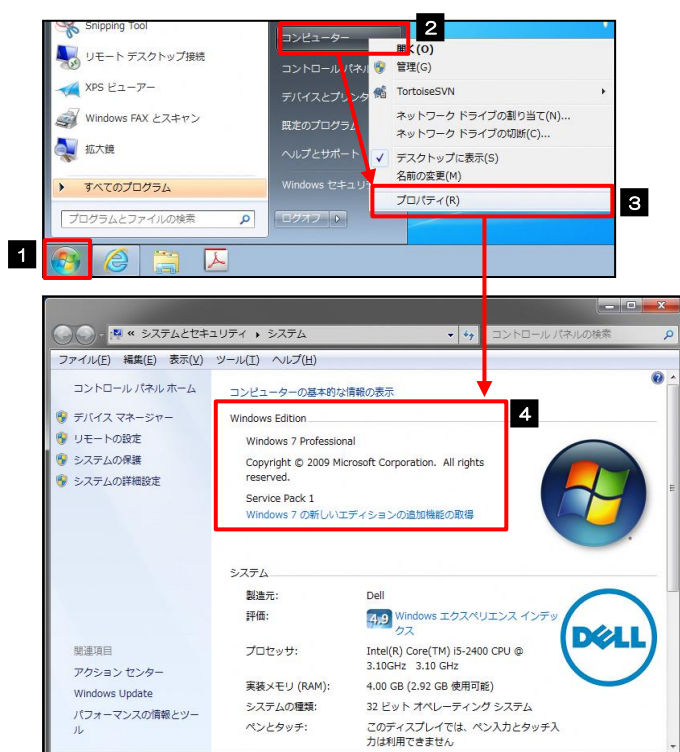 Snipping Tool
リモート デスクトップ接続
XPS ビューアー
Windows FAX とスキャン
拡大鏡
すべてのプログラム
プログラムとファイルの検索
コンピューター
2
コントロール パネル
デバイスとプリンタ
既定のプログラム
ヘルプとサポート
Windows セキュリテ
ログオフ
開く(O)
管理(G)
TortoiseSVN
ネットワーク ドライブの割り当て(N)...
ネットワーク ドライブの切断(C)...
デスクトップに表示(S)
名前の変更(M)
プロパティ(R)
3
1
« システムとセキュリティ
システム
コントロール パネルの検索
ファイル(F) 編集(E) 表示(V) ツール(T) ヘルプ(H)
コントロール パネル ホーム
デバイス マネージャー
リモートの設定
システムの保護
システムの詳細設定
関連項目
アクション センター
Windows Update
パフォーマンスの情報とツー
ル
コンピューターの基本的な情報の表示
4
Windows Edition
Windows 7 Professional
Copyright © 2009 Microsoft Corporation. All rights
reserved.
Service Pack 1
Windows 7 の新しいエディションの追加機能の取得
システム
製造元: Dell
評価: 4.9 Windows エクスペリエンス インデッ
クス
プロセッサ: Intel(R) Core(TM) i5-2400 CPU @
3.10GHz 3.10 GHz
実装メモリ (RAM): 4.00 GB (2.92 GB 使用可能)
システムの種類: 32 ビット オペレーティング システム
ペンとタッチ: このディスプレイでは、ペン入力とタッチ入
力は利用できません
DELL